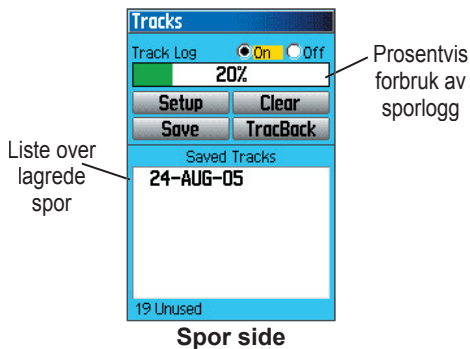 Tracks
Track Log On Off
20%
Setup Clear
Save TracBack
Saved Tracks
24-AUG-05
19 Unused
Prosentvis
forbruk av
sporlogg
Liste over
lagrede
spor
Spor side